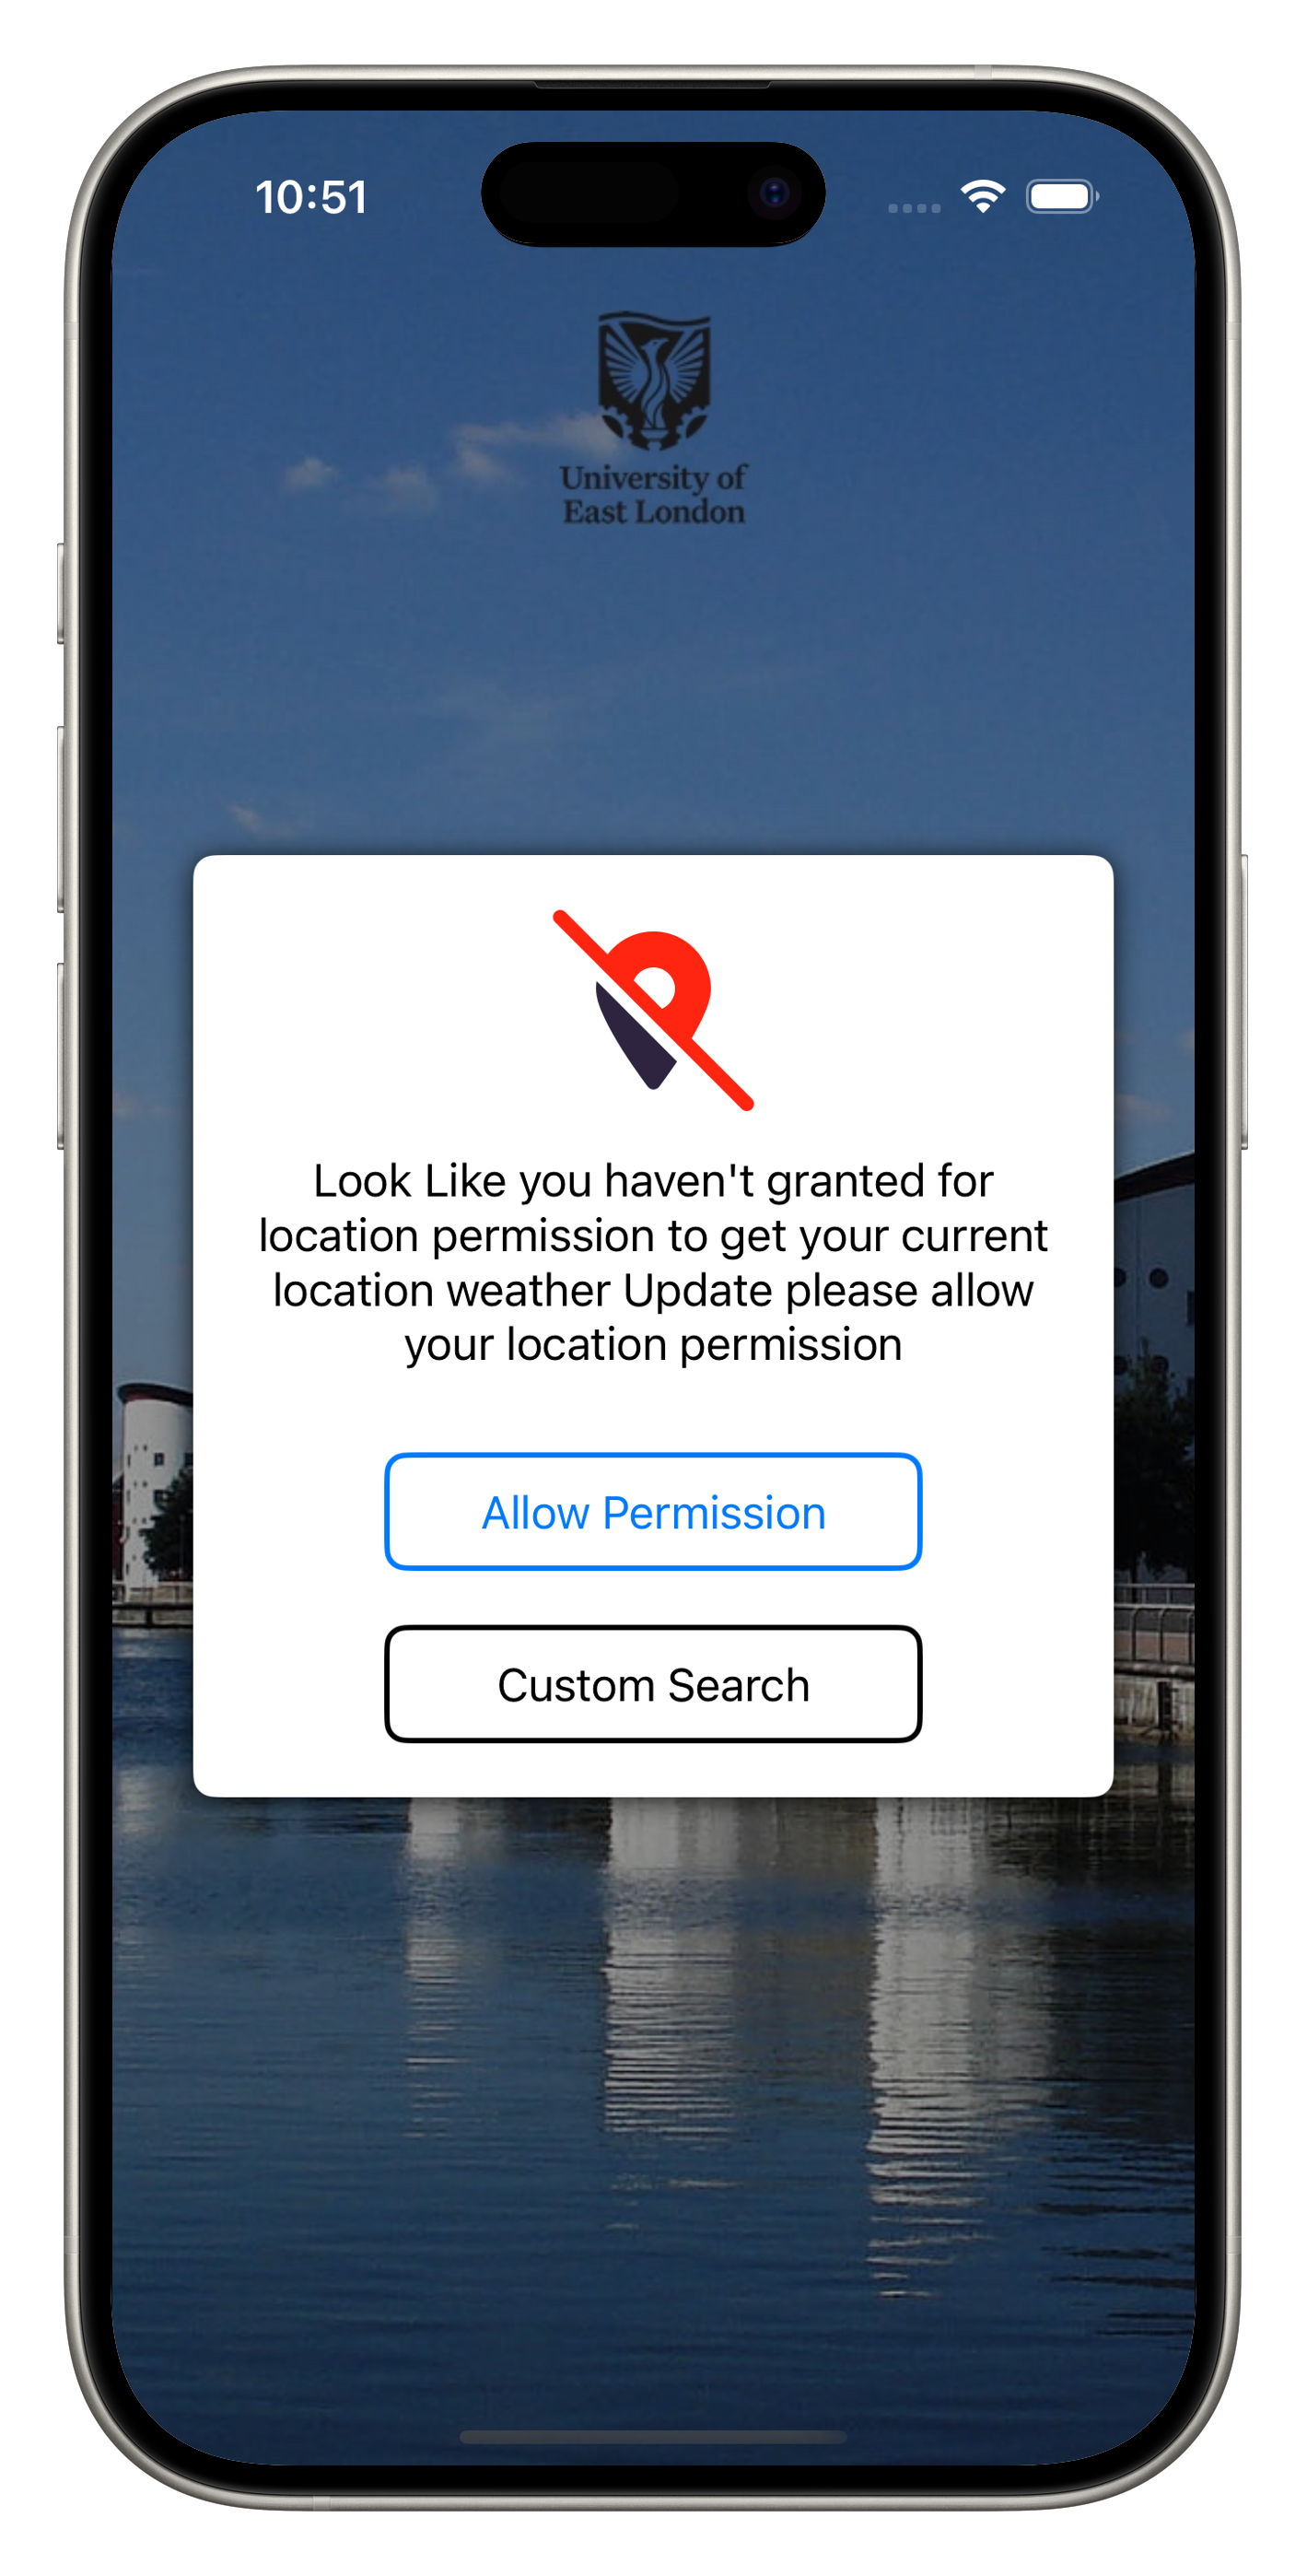 10:51
University of
East London
Look Like you haven't granted for
location permission to get your current
location weather Update please allow
your location permission
Allow Permission
Custom Search